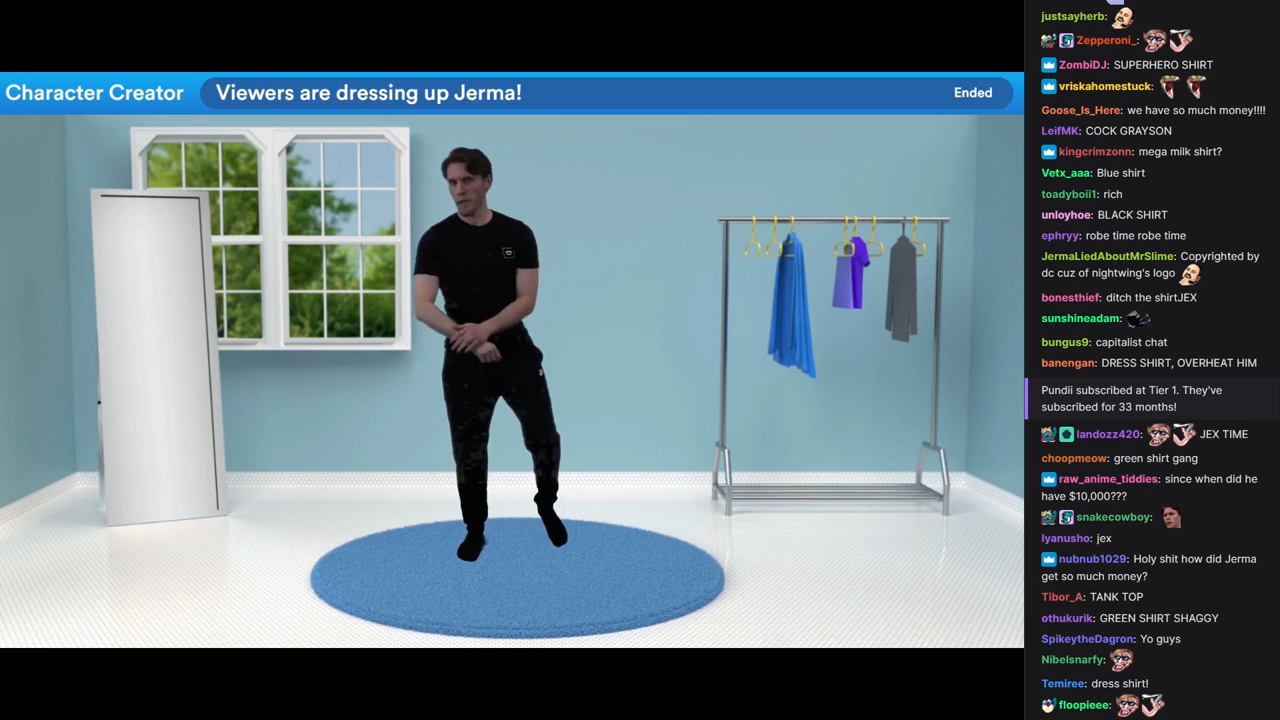 Character Creator
Viewers are dressing up Jerma!
Ended
justsayherb:
Zepperoni_:
ZombiDJ: SUPERHERO SHIRT
vriskahomestuck:
Goose_Is_Here: we have so much money!!!!
LeifMK: COCK GRAYSON
kingcrimzonn: mega milk shirt?
Vetx_aaa: Blue shirt
toadyboii1: rich
unloyhoe: BLACK SHIRT
ephryy: robe time robe time
JermaLiedAboutMrSlime: Copyrighted by
dc cuz of nightwing's logo
bonesthief: ditch the shirtJEX
sunshineadam:
bungus9: capitalist chat
banengan: DRESS SHIRT, OVERHEAT HIM
Pundii subscribed at Tier 1. They've
subscribed for 33 months!
landozz420: JEX TIME
choopmeow: green shirt gang
raw_anime_tiddies: since when did he
have $10,000???
snakecowboy:
lyanusho: jex
nubnub1029: Holy shit how did Jerma
get so much money?
Tibor_A: TANK TOP
othukurik: GREEN SHIRT SHAGGY
SpikeytheDagron: Yo guys
Nibelsnarfy:
Temiree: dress shirt!
floopieee: